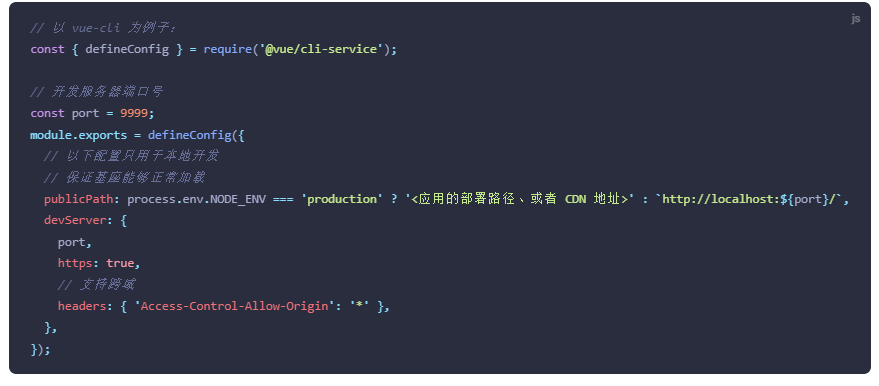 js
// 以 vue-cli 为例子：
const { defineConfig } = require('@vue/cli-service');
// 开发服务器端口号
const port = 9999;
module.exports = defineConfig({
// 以下配置只用于本地开发
// 保证基座能够正常加载
publicPath: process.env.NODE_ENV === 'production' ? '<应用的部署路径、或者 CDN 地址>' : `http://localhost:${port}/`,
devServer: {
port,
https: true,
// 支持跨域
headers: { 'Access-Control-Allow-Origin': '*' },
},
});